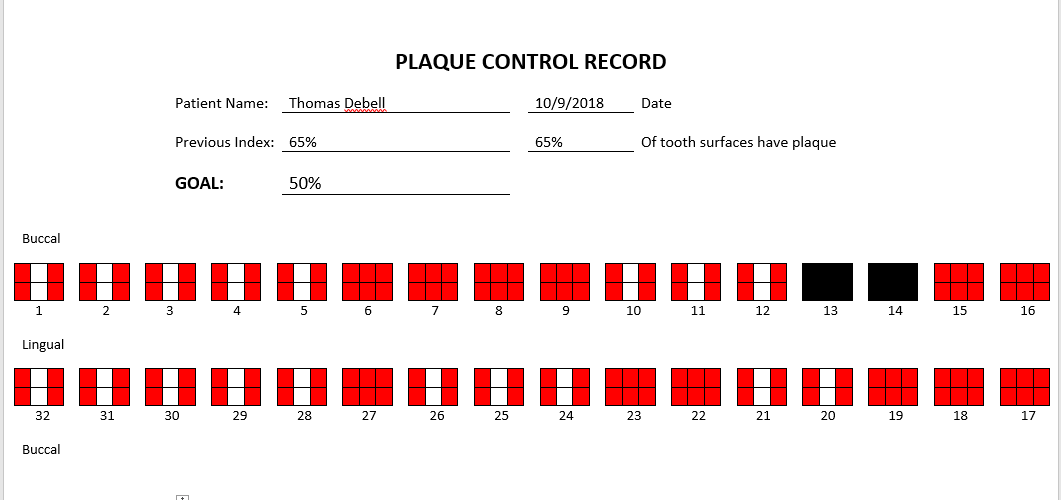 PLAQUE CONTROL RECORD
Patient Name: Thomas Debell 10/9/2018 Date
Previous Index: 65% 65% Of tooth surfaces have plaque
GOAL: 50%
Buccal
1 2 3 4 5 6 7 8 9 10 11 12 13 14 15 16
Lingual
32 31 30 29 28 27 26 25 24 23 22 21 20 19 18 17
Buccal